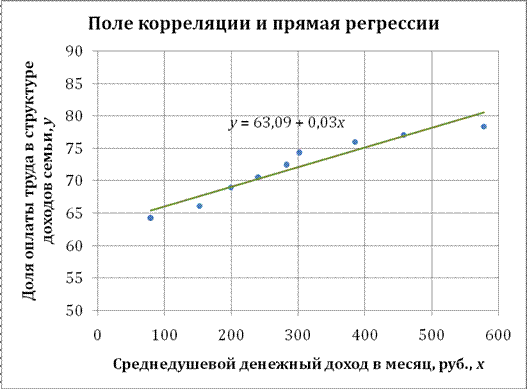 Поле корреляции и прямая регрессии
Доля оплаты труда в структуре
доходов семьи, y
90
85
80
75
70
65
60
55
50
y = 63,09 + 0,03x
0 100 200 300 400 500 600
Среднедушевой денежный доход в месяц, руб., x